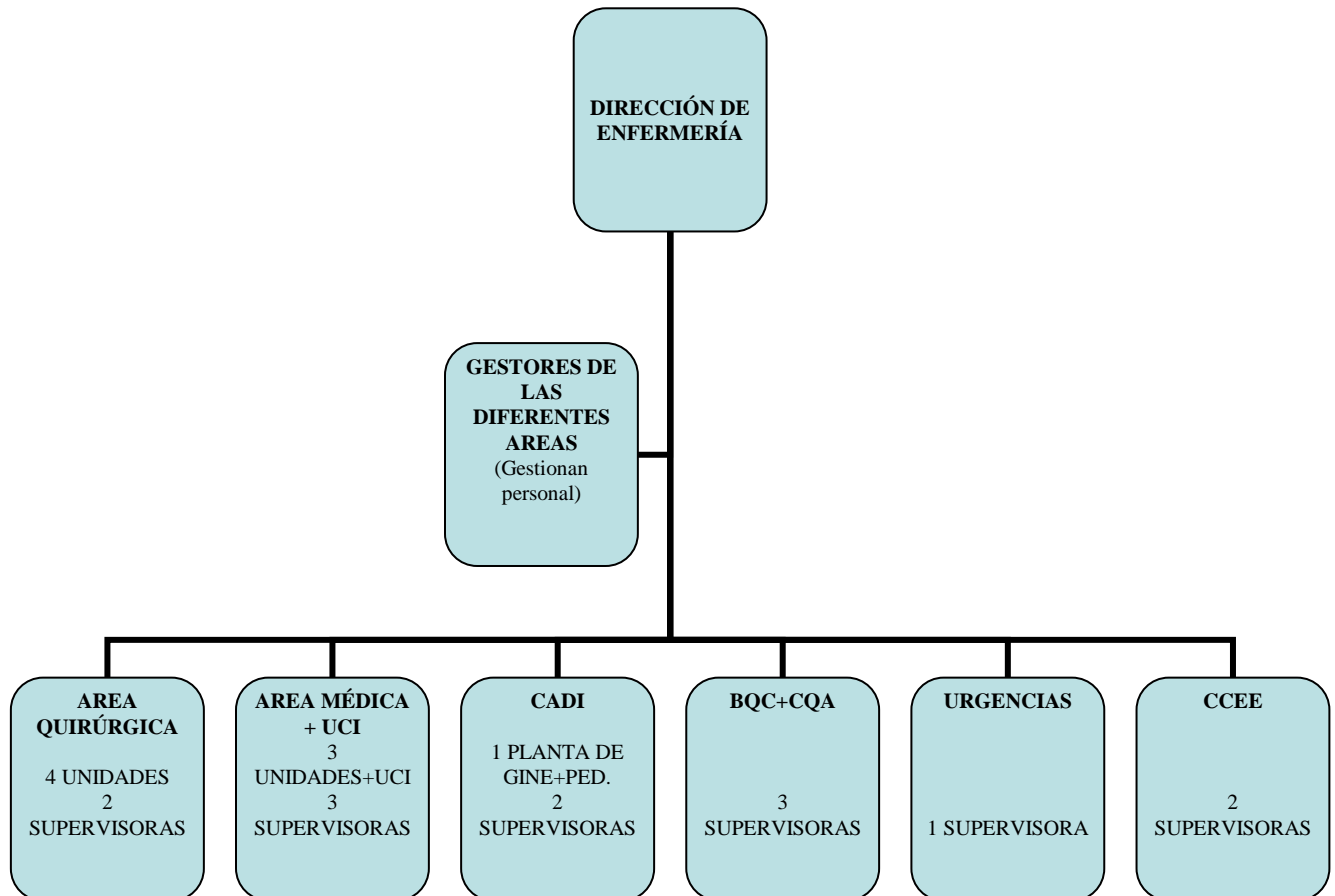 DIRECCIÓN DE
ENFERMERÍA
GESTORES DE
LAS
DIFERENTES
AREAS
(Gestionan
personal)
AREA
QUIRÚRGICA
4 UNIDADES
2
SUPERVISORAS
AREA MÉDICA
+ UCI
3
UNIDADES+UCI
3
SUPERVISORAS
CADI
1 PLANTA DE
GINE+PED.
2
SUPERVISORAS
BQC+CQA
3
SUPERVISORAS
URGENCIAS
1 SUPERVISORA
CCEE
2
SUPERVISORAS